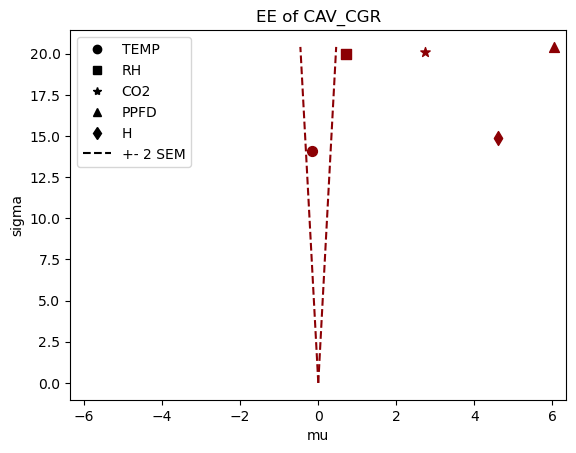 EE of CAV_CGR
TEMP
RH
CO2
PPFD
H
+- 2 SEM
20.0
17.5
15.0
12.5
10.0
7.5
5.0
2.5
0.0
sigma
−6
−4
−2
0
2
4
6
mu